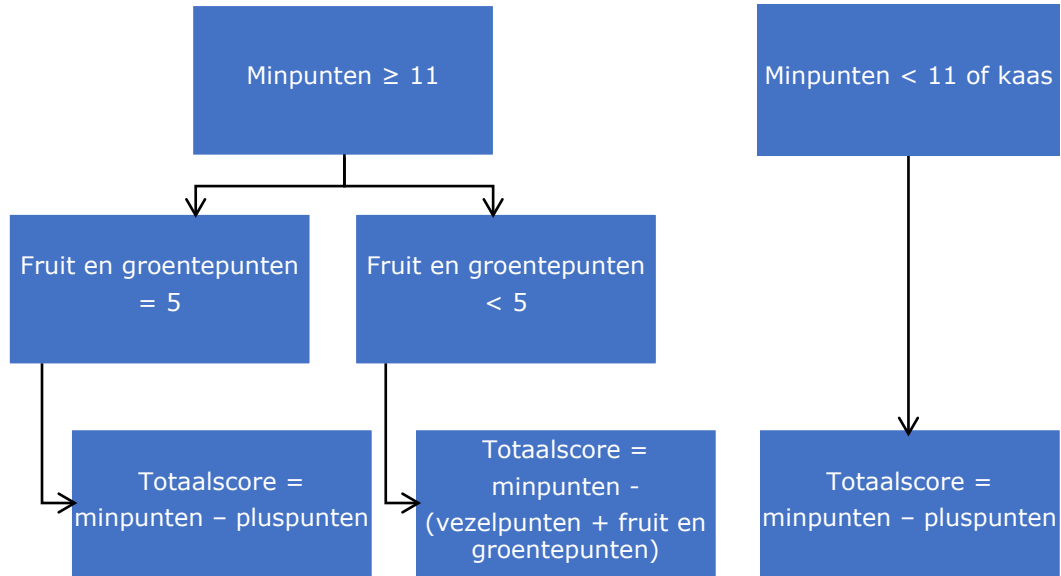 Minpunten ≥ 11
Minpunten < 11 of kaas
Fruit en groentepunten
= 5
Fruit en groentepunten
< 5
Totaalscore =
minpunten – pluspunten
Totaalscore =
minpunten -
(vezelpunten + fruit en
groentepunten)
Totaalscore =
minpunten – pluspunten